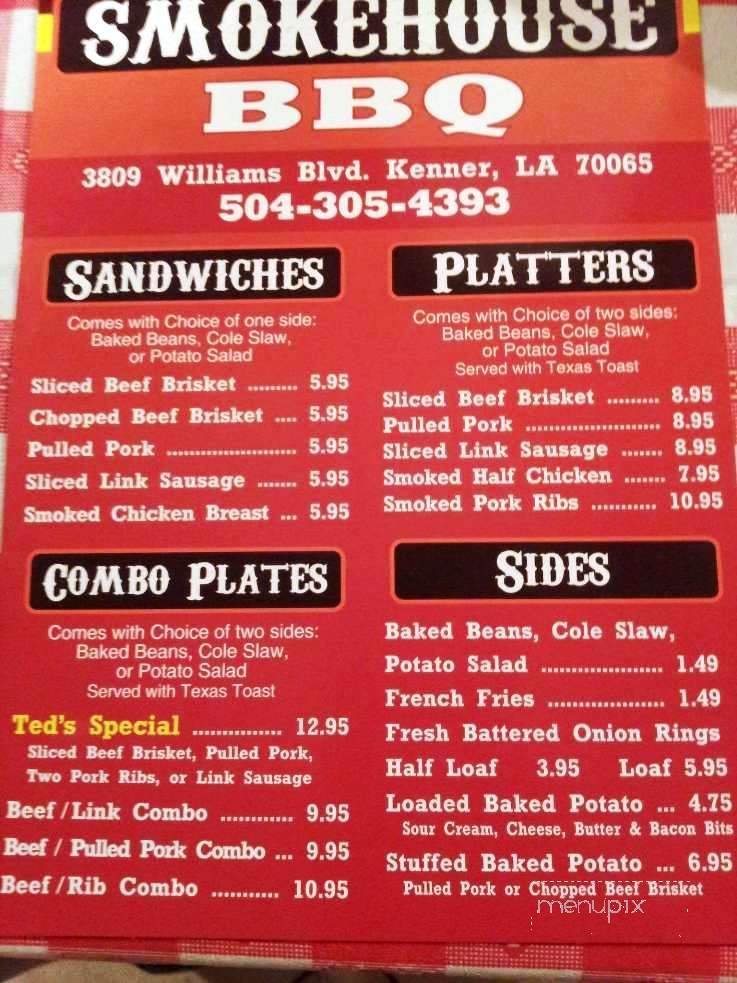 SMOKEHOUSE
BBQ
3809 Williams Blvd. Kenner, LA 70065
504-305-4393
SANDWICHES
Comes with Choice of one side:
Baked Beans, Cole Slaw,
or Potato Salad
Sliced Beef Brisket ......... 5.95
Chopped Beef Brisket .... 5.95
Pulled Pork ....................... 5.95
Sliced Link Sausage ....... 5.95
Smoked Chicken Breast ... 5.95
PLATTERS
Comes with Choice of two sides:
Baked Beans, Cole Slaw,
or Potato Salad
Served with Texas Toast
Sliced Beef Brisket ......... 8.95
Pulled Pork ........................ 8.95
Sliced Link Sausage ....... 8.95
Smoked Half Chicken ....... 7.95
Smoked Pork Ribs ............ 10.95
COMBO PLATES
Comes with Choice of two sides:
Baked Beans, Cole Slaw,
or Potato Salad
Served with Texas Toast
Ted's Special ............... 12.95
Sliced Beef Brisket, Pulled Pork,
Two Pork Ribs, or Link Sausage
Beef/Link Combo ............ 9.95
Beef / Pulled Pork Combo ... 9.95
Beef/Rib Combo ........... 10.95
SIDES
Baked Beans, Cole Slaw,
Potato Salad ..................... 1.49
French Fries .................... 1.49
Fresh Battered Onion Rings
Half Loaf 3.95 Loaf 5.95
Loaded Baked Potato ... 4.75
Sour Cream, Cheese, Butter & Bacon Bits
Stuffed Baked Potato ... 6.95
Pulled Pork or Chopped Beef Brisket
menupix